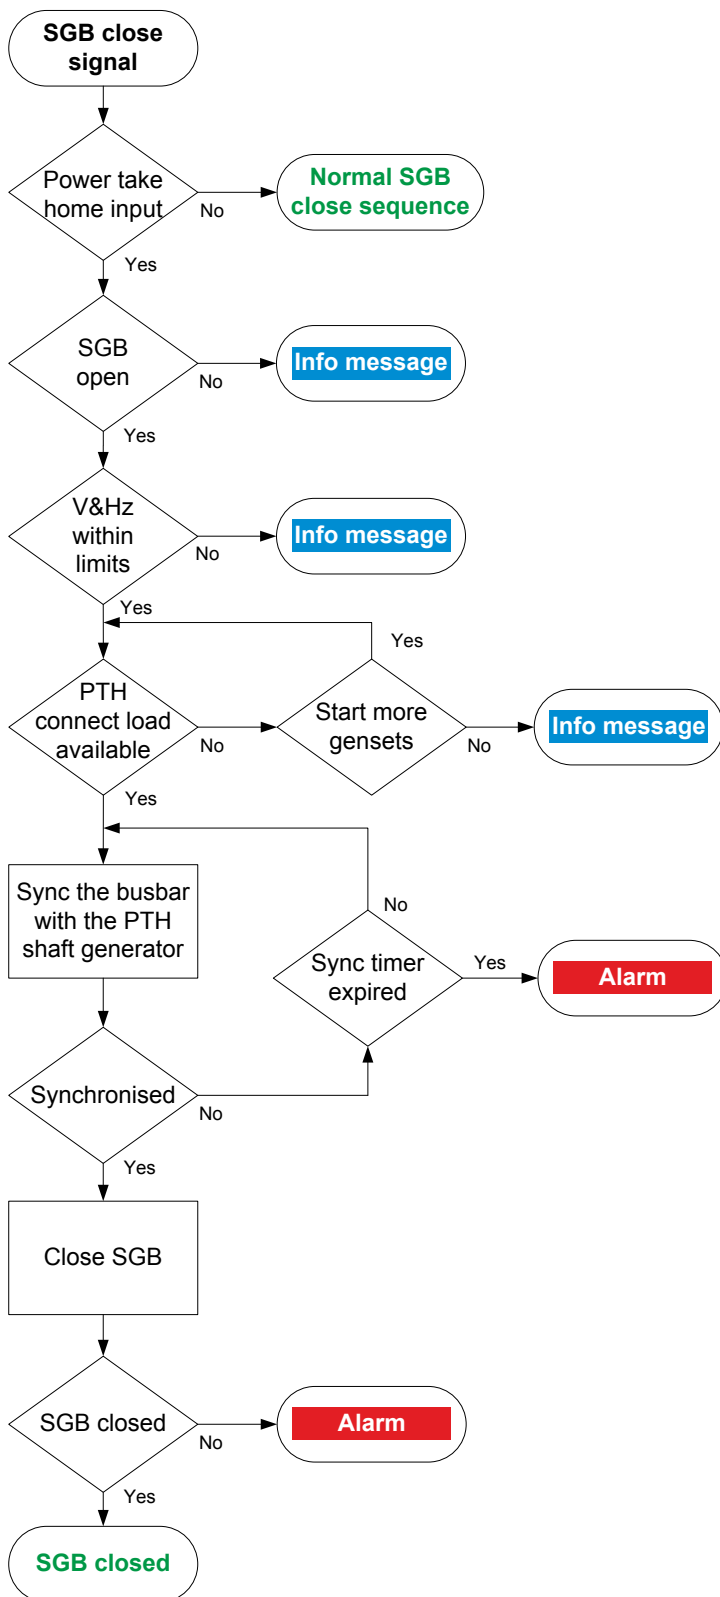 SGB close
signal
Power take
home input
No
Normal SGB
close sequence
Yes
SGB
open
No
Info message
Yes
V&Hz
within
limits
No
Info message
Yes
Yes
PTH
connect load
available
No
Start more
gensets
No
Info message
Yes
Sync the busbar
with the PTH
shaft generator
No
Sync timer
expired
Yes
Alarm
Synchronised
No
Yes
Close SGB
SGB closed
No
Alarm
Yes
SGB closed